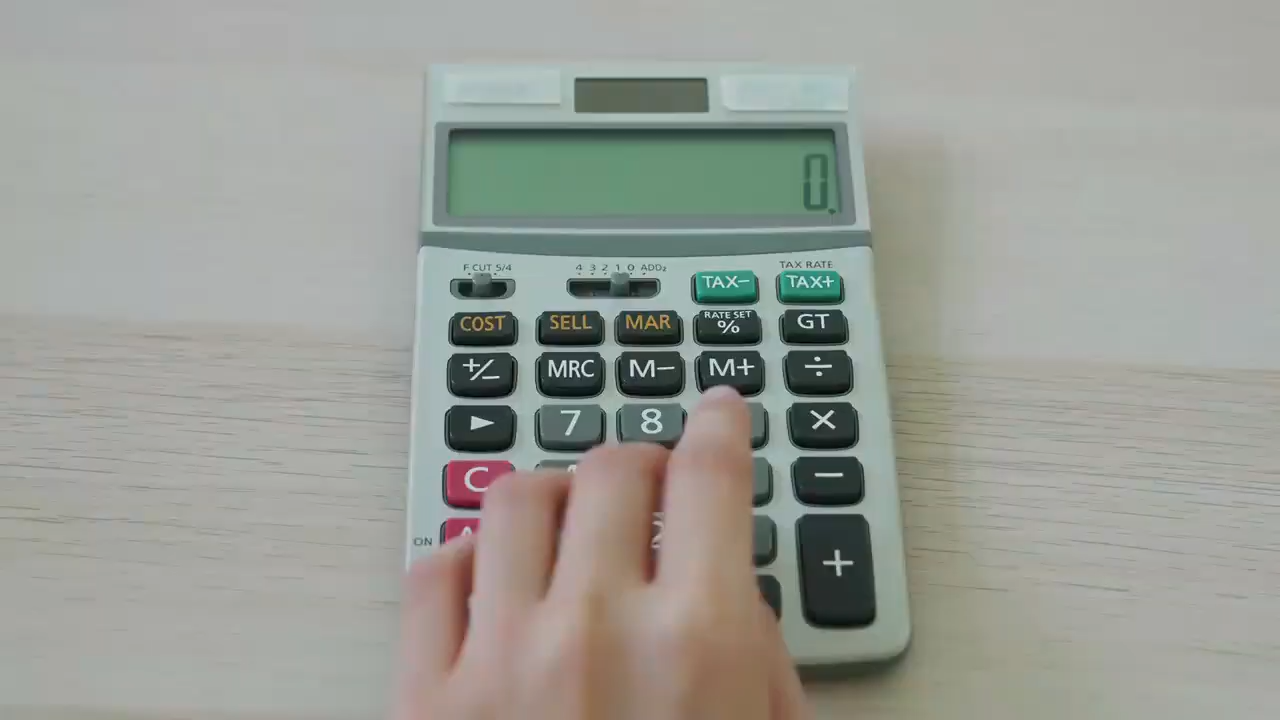 0.
F CUT 5/4
4 3 2 1 0 ADD₂
TAX RATE
TAX− TAX+
COST SELL MAR RATE SET % GT
+/− MRC M− M+ ÷
► 7 8 ×
C −
ON
+